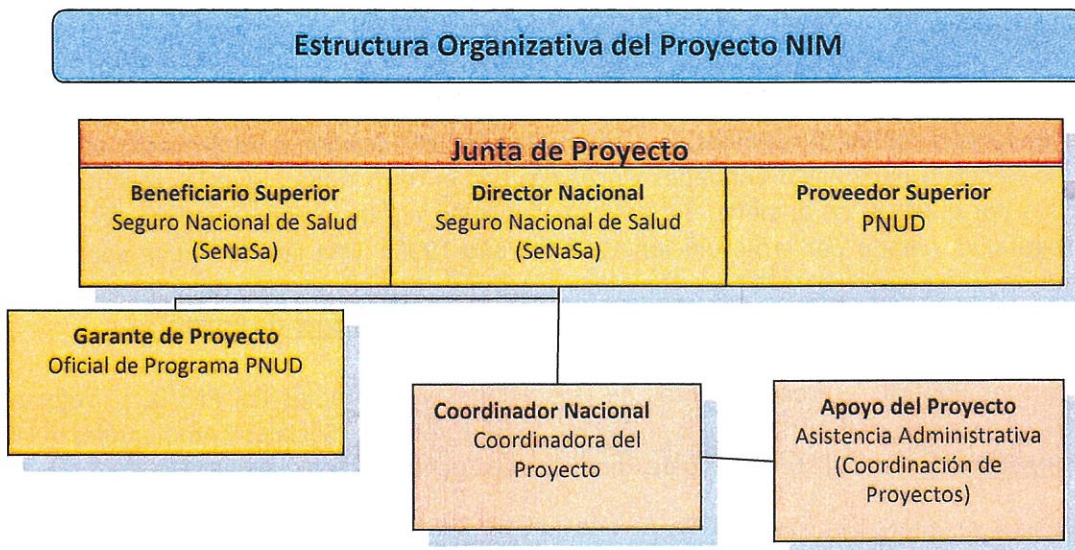 Estructura Organizativa del Proyecto NIM
Junta de Proyecto
Beneficiario Superior
Seguro Nacional de Salud
(SeNaSa)
Director Nacional
Seguro Nacional de Salud
(SeNaSa)
Proveedor Superior
PNUD
Garante de Proyecto
Oficial de Programa PNUD
Coordinador Nacional
Coordinadora del
Proyecto
Apoyo del Proyecto
Asistencia Administrativa
(Coordinación de
Proyectos)